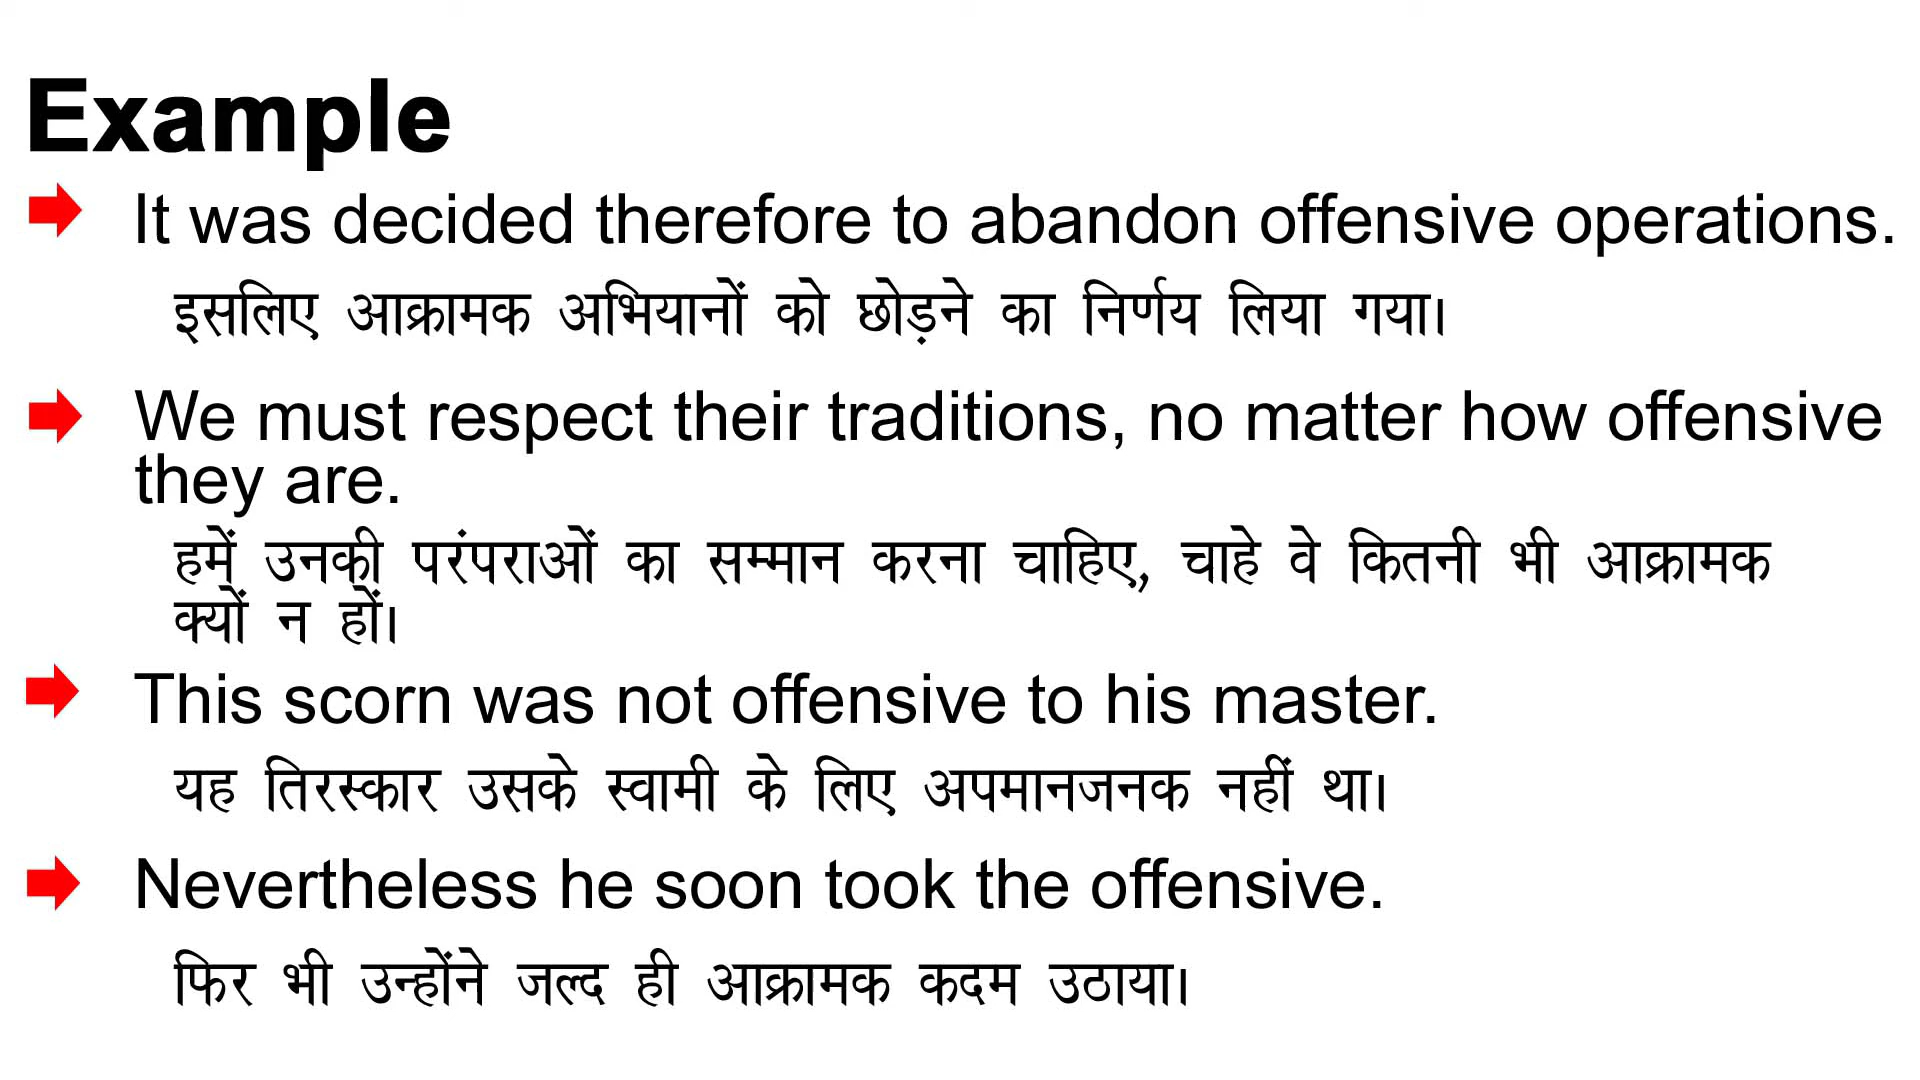 Example
It was decided therefore to abandon offensive operations.
इसलिए आक्रामक अभियानों को छोड़ने का निर्णय लिया गया।
We must respect their traditions, no matter how offensive
they are.
हमें उनकी परंपराओं का सम्मान करना चाहिए, चाहे वे कितनी भी आक्रामक
क्यों न हों।
This scorn was not offensive to his master.
यह तिरस्कार उसके स्वामी के लिए अपमानजनक नहीं था।
Nevertheless he soon took the offensive.
फिर भी उन्होंने जल्द ही आक्रामक कदम उठाया।